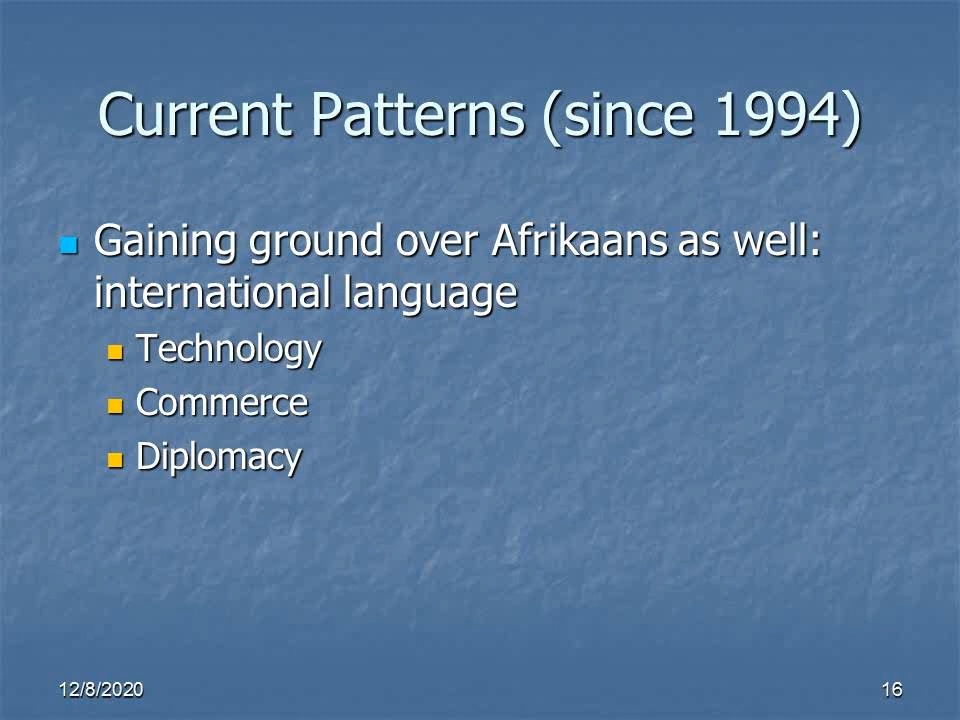 Current Patterns (since 1994)
Gaining ground over Afrikaans as well:
international language
Technology
Commerce
Diplomacy
12/8/2020
16